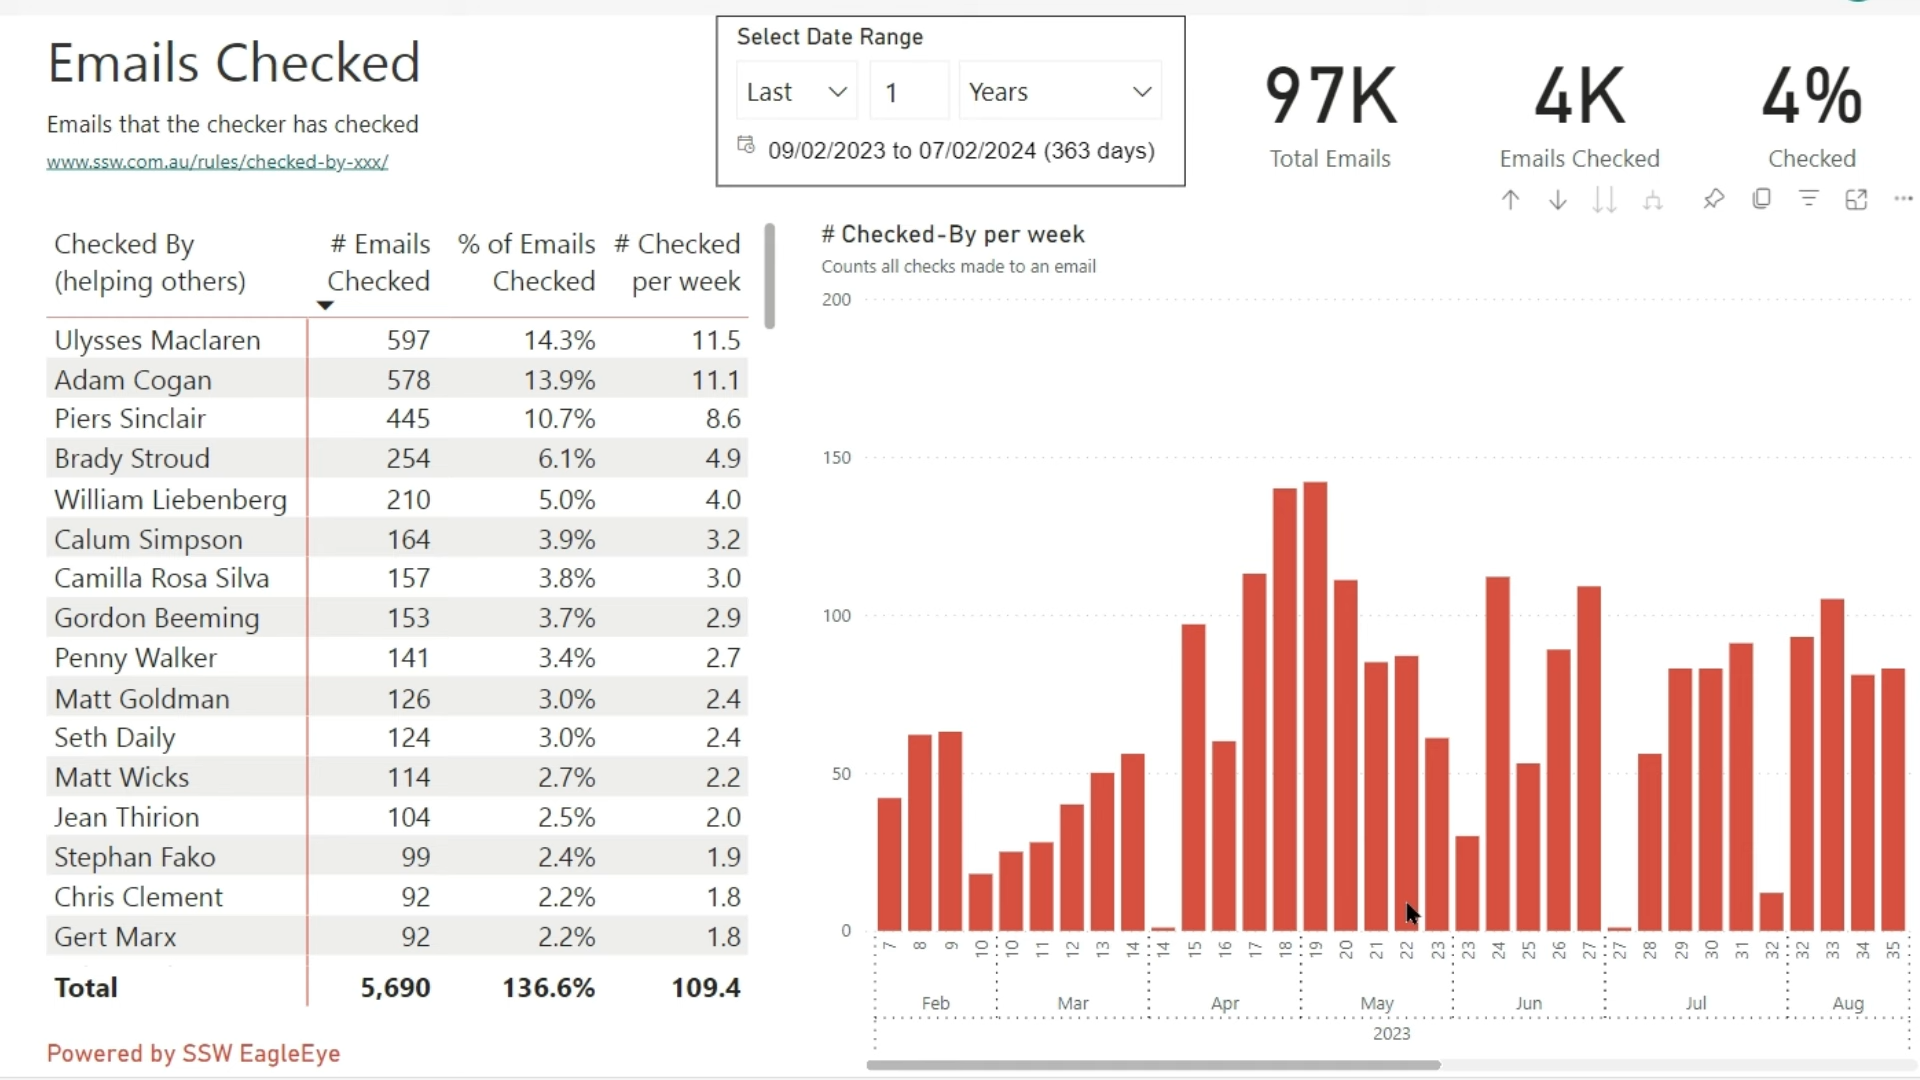 Emails Checked
Emails that the checker has checked
www.ssw.com.au/rules/checked-by-xxx/
Select Date Range
Last 1 Years
09/02/2023 to 07/02/2024 (363 days)
97K 4K 4%
Total Emails Emails Checked Checked
Checked By # Emails % of Emails # Checked
(helping others) Checked Checked per week
Ulysses Maclaren 597 14.3% 11.5
Adam Cogan 578 13.9% 11.1
Piers Sinclair 445 10.7% 8.6
Brady Stroud 254 6.1% 4.9
William Liebenberg 210 5.0% 4.0
Calum Simpson 164 3.9% 3.2
Camilla Rosa Silva 157 3.8% 3.0
Gordon Beeming 153 3.7% 2.9
Penny Walker 141 3.4% 2.7
Matt Goldman 126 3.0% 2.4
Seth Daily 124 3.0% 2.4
Matt Wicks 114 2.7% 2.2
Jean Thirion 104 2.5% 2.0
Stephan Fako 99 2.4% 1.9
Chris Clement 92 2.2% 1.8
Gert Marx 92 2.2% 1.8
Total 5,690 136.6% 109.4
Powered by SSW EagleEye
# Checked-By per week
Counts all checks made to an email
200
150
100
50
0
7 8 9 10 10 11 12 13 14 14 15 16 17 18 19 20 21 22 23 23 24 25 26 27 27 28 29 30 31 32 32 33 34 35
Feb Mar Apr May Jun Jul Aug
2023